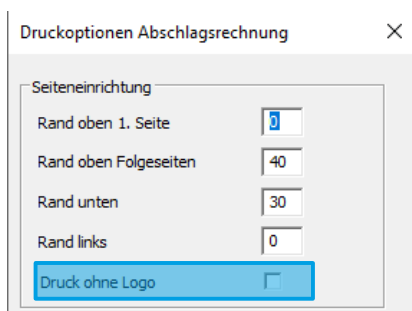 Druckoptionen Abschlagsrechnung
Seiteneinrichtung
Rand oben 1. Seite 0
Rand oben Folgeseiten 40
Rand unten 30
Rand links 0
Druck ohne Logo